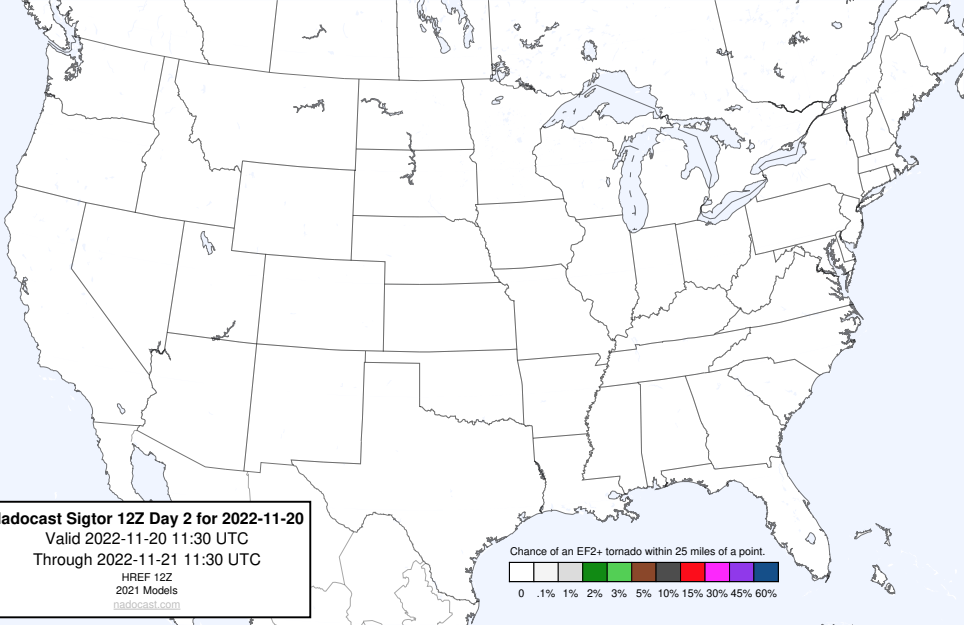 adocast Sigtor 12Z Day 2 for 2022-11-20
Valid 2022-11-20 11:30 UTC
Through 2022-11-21 11:30 UTC
HREF 12Z
2021 Models
nadocast.com
Chance of an EF2+ tornado within 25 miles of a point.
0 .1% 1% 2% 3% 5% 10% 15% 30% 45% 60%